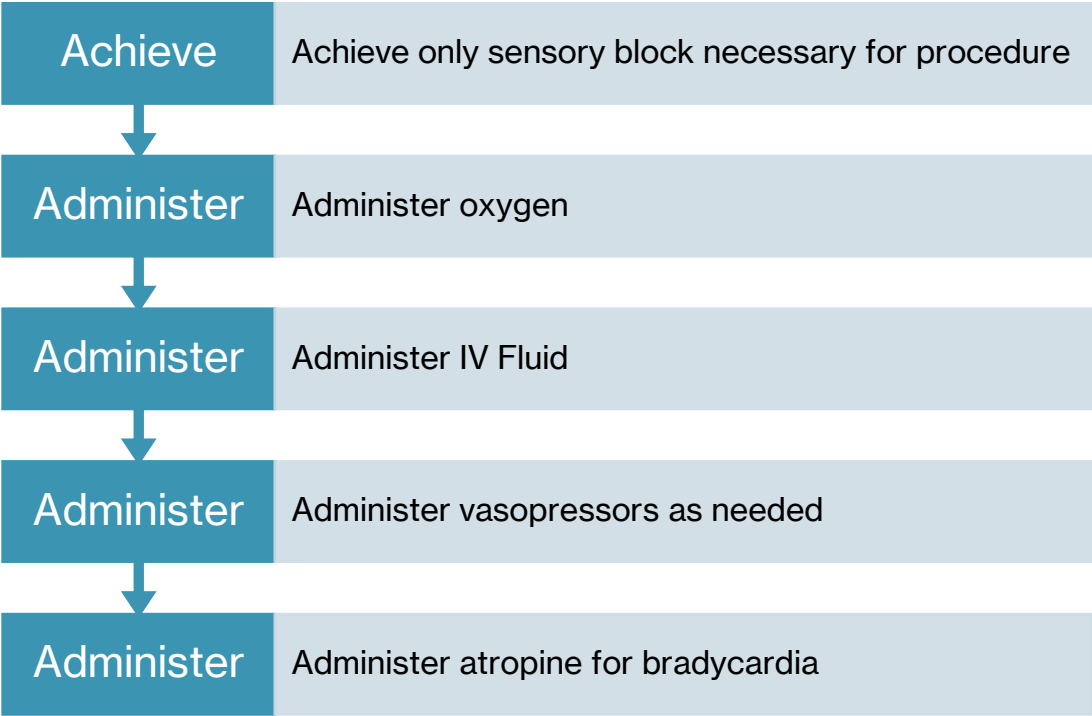 Achieve
Achieve only sensory block necessary for procedure
Administer
Administer oxygen
Administer
Administer IV Fluid
Administer
Administer vasopressors as needed
Administer
Administer atropine for bradycardia